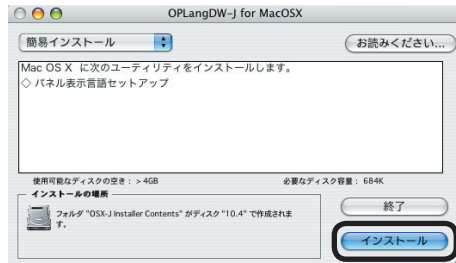 OPLangDW-J for MacOSX
簡易インストール
お読みください...
Mac OS X に次のユーティリティをインストールします。
◇ パネル表示言語セットアップ
使用可能なディスクの空き： > 4GB
必要なディスク容量： 684K
インストールの場所
フォルダ "OSX-J Installer Contents" がディスク "10.4" で作成されま
す。
終了
インストール